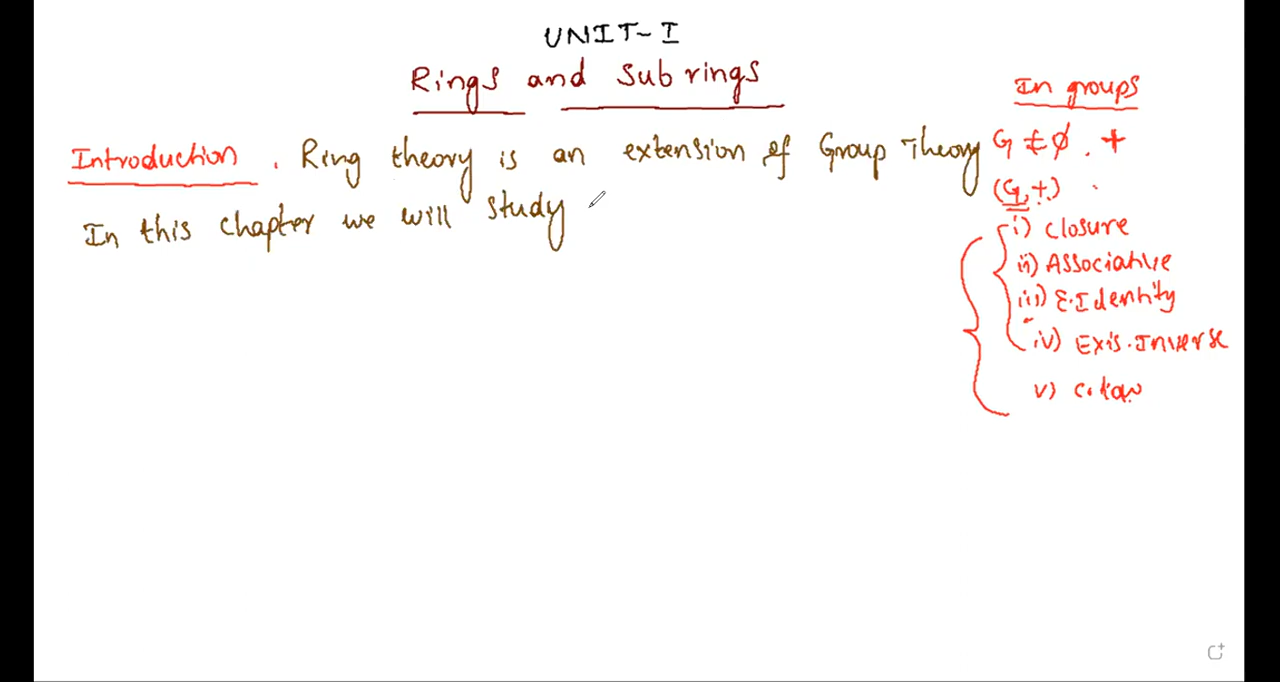 UNIT-I
Rings and Sub rings
Introduction. Ring theory is an extension of Group Theory
In this chapter we will study
In groups
G ≠ ϕ. +
(G, +)
i) Closure
ii) Associative
iii) E.Identity
iv) Exis.Inverse
v) C. Law